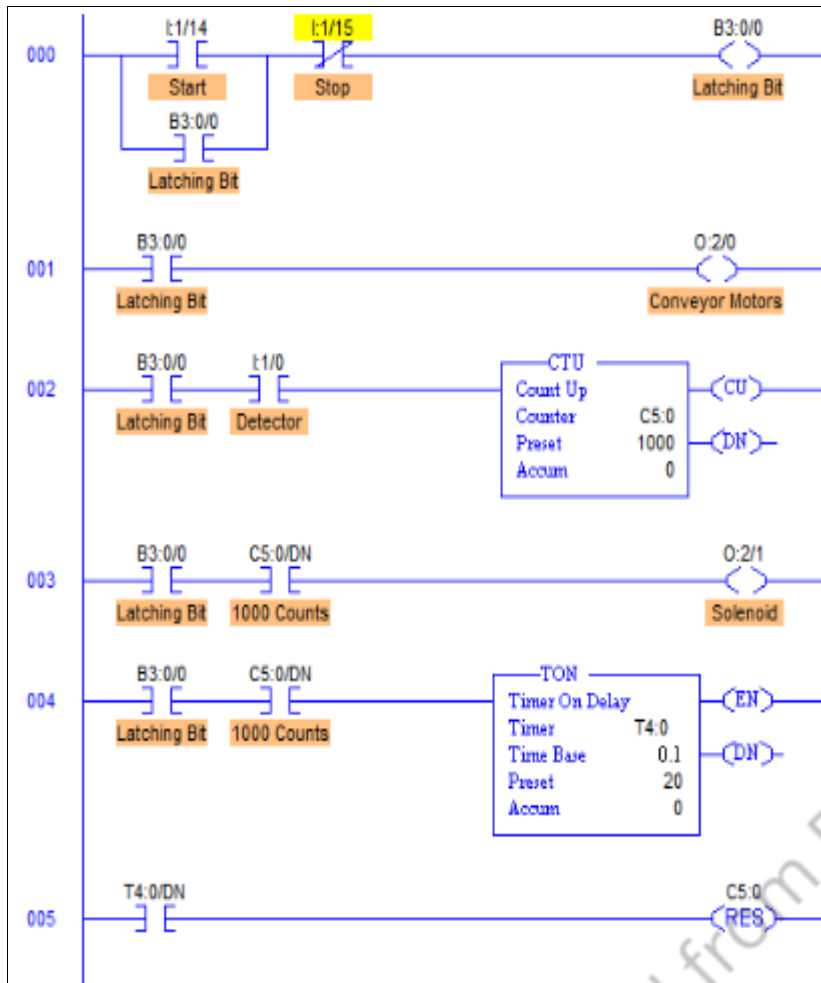 I:1/14 I:1/15 B3:0/0
000
Start Stop Latching Bit
B3:0/0
Latching Bit
B3:0/0 O:2/0
001
Latching Bit Conveyor Motors
B3:0/0 I:1/0 CTU
002 Count Up CU
Latching Bit Detector Counter C5:0
Preset 1000 DN
Accum 0
B3:0/0 C5:0/DN O:2/1
003
Latching Bit 1000 Counts Solenoid
B3:0/0 C5:0/DN TON
004 Timer On Delay EN
Latching Bit 1000 Counts Timer T4:0
Time Base 0.1 DN
Preset 20
Accum 0
T4:0/DN C5:0
005 RES
from